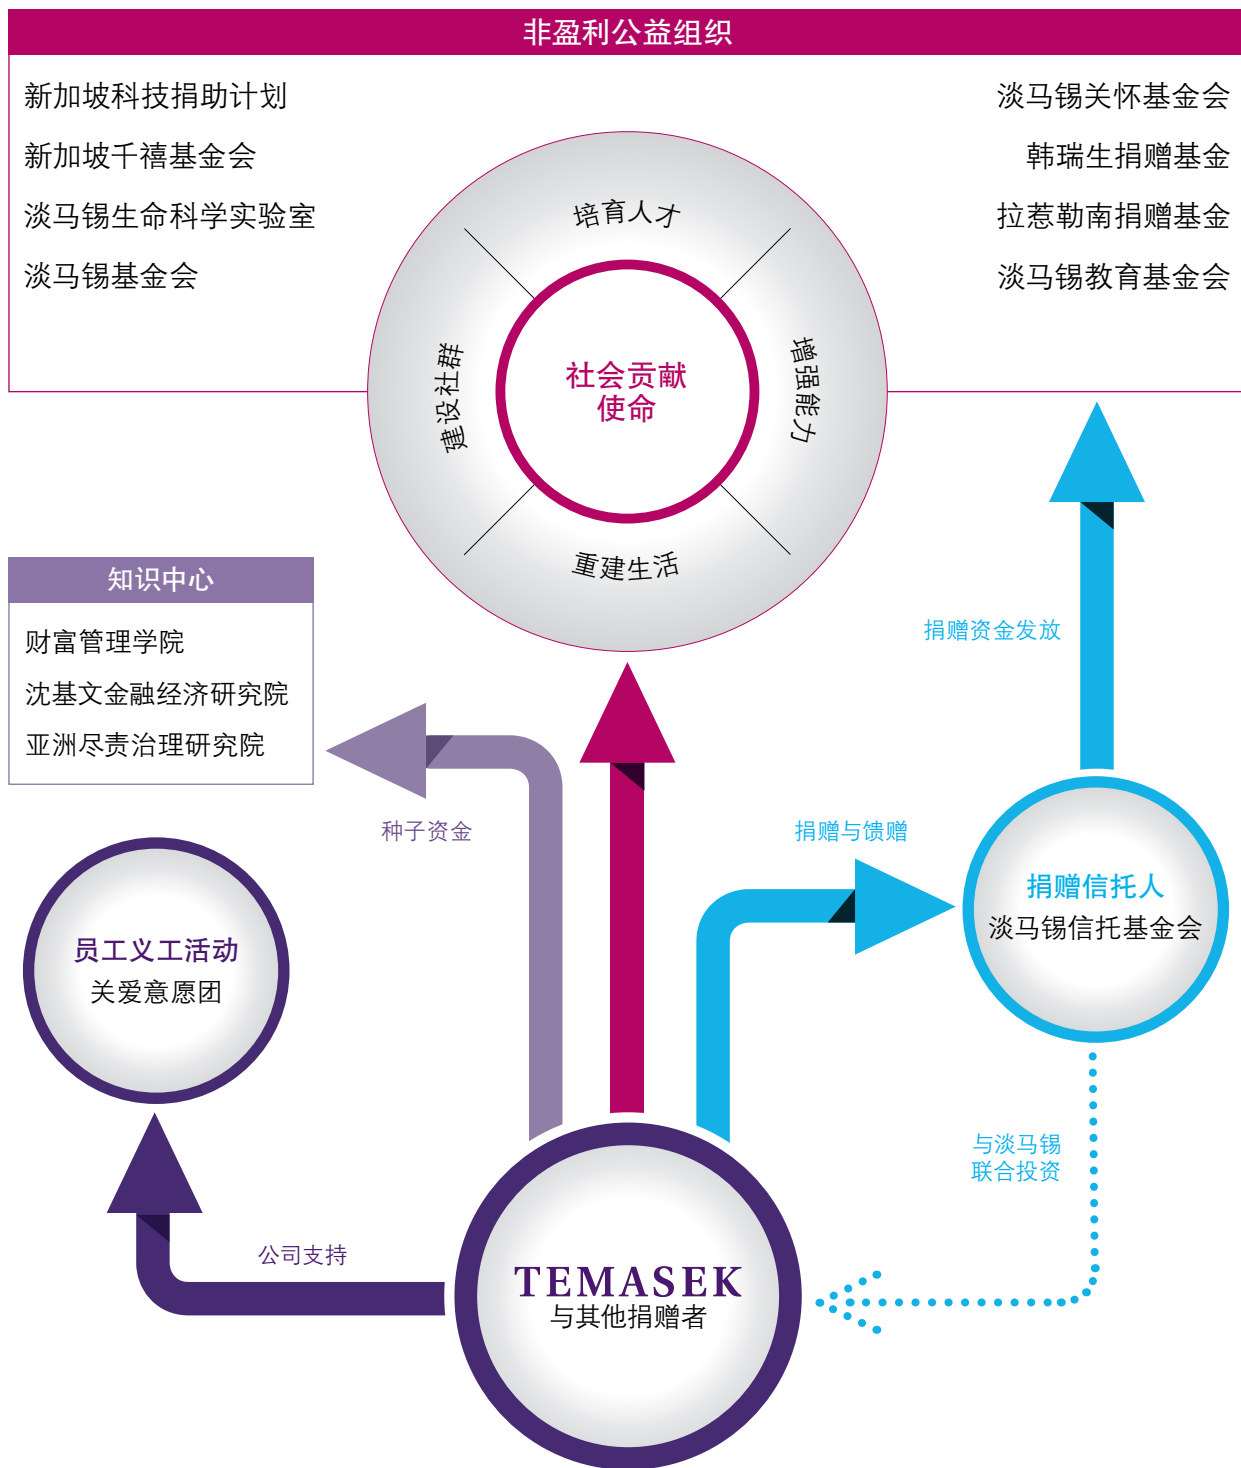 非盈利公益组织
新加坡科技捐助计划
新加坡千禧基金会
淡马锡生命科学实验室
淡马锡基金会
淡马锡关怀基金会
韩瑞生捐赠基金
拉惹勒南捐赠基金
淡马锡教育基金会
培育人才
建设社群
社会贡献
使命
增强能力
重建生活
知识中心
财富管理学院
沈基文金融经济研究院
亚洲尽责治理研究院
捐赠资金发放
种子资金
捐赠与馈赠
捐赠信托人
淡马锡信托基金会
员工义工活动
关爱意愿团
与淡马锡
联合投资
公司支持
TEMASEK
与其他捐赠者